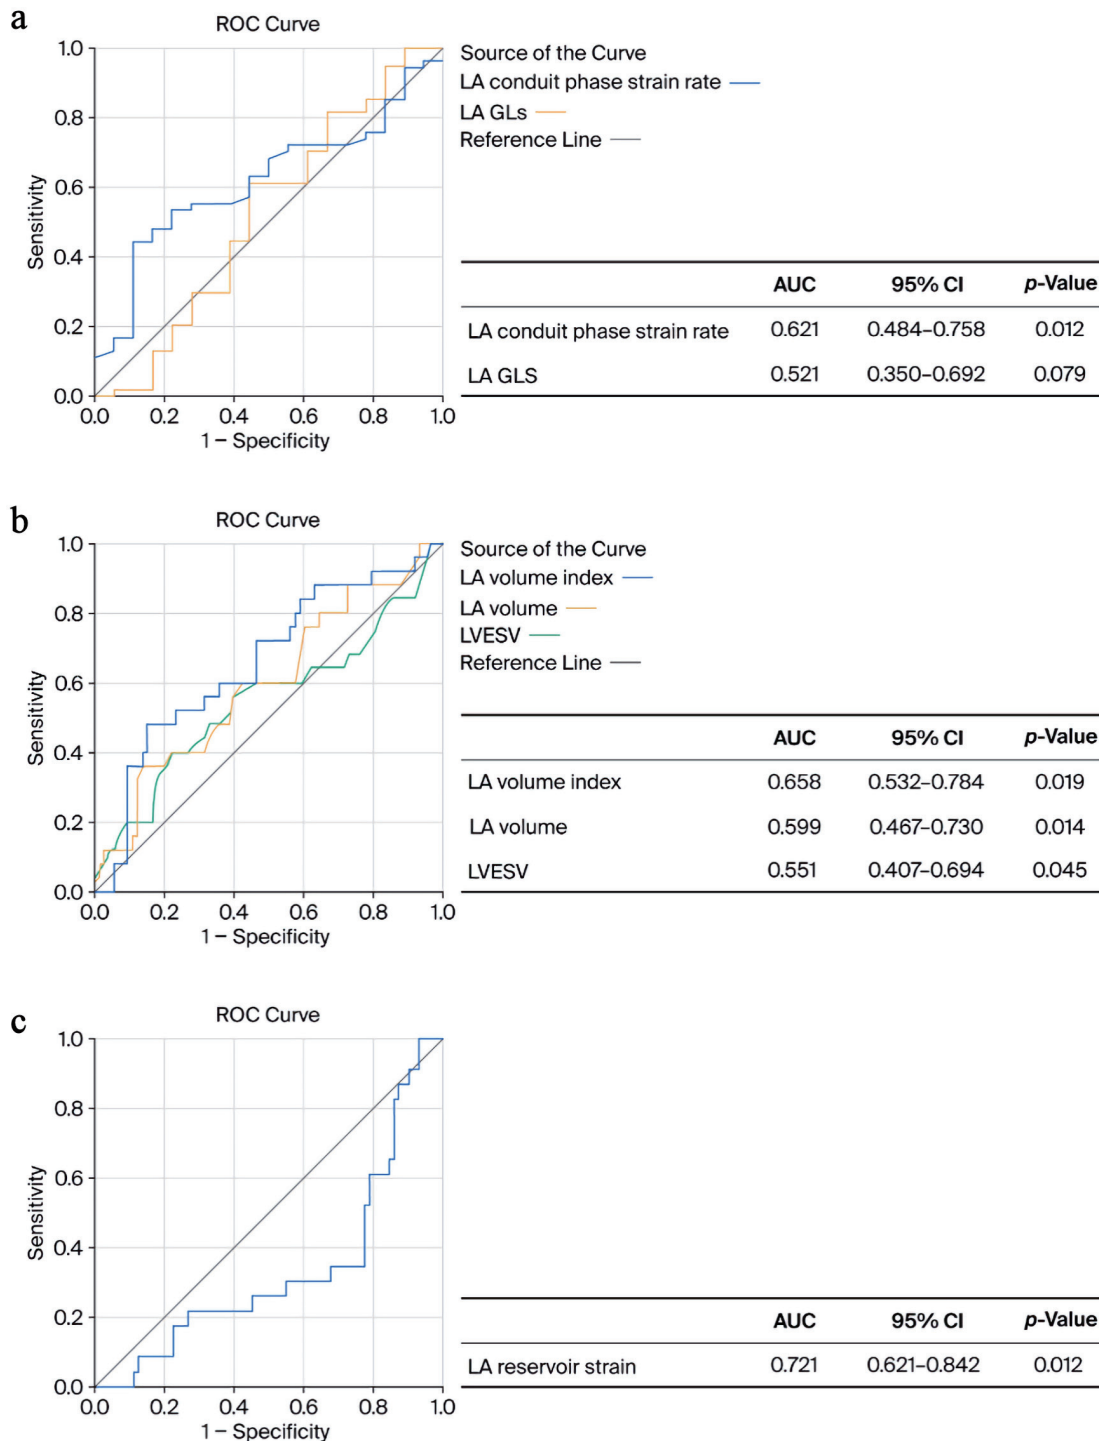 a
ROC Curve
Source of the Curve
LA conduit phase strain rate
LA GLs
Reference Line
1.0
0.8
0.6
0.4
0.2
0.0
Sensitivity
0.0 0.2 0.4 0.6 0.8 1.0
1 – Specificity
AUC 95% CI p-Value
LA conduit phase strain rate 0.621 0.484–0.758 0.012
LA GLS 0.521 0.350–0.692 0.079
b
ROC Curve
Source of the Curve
LA volume index
LA volume
LVESV
Reference Line
1.0
0.8
0.6
0.4
0.2
0.0
Sensitivity
0.0 0.2 0.4 0.6 0.8 1.0
1 – Specificity
AUC 95% CI p-Value
LA volume index 0.658 0.532–0.784 0.019
LA volume 0.599 0.467–0.730 0.014
LVESV 0.551 0.407–0.694 0.045
c
ROC Curve
1.0
0.8
0.6
0.4
0.2
0.0
Sensitivity
0.0 0.2 0.4 0.6 0.8 1.0
1 – Specificity
AUC 95% CI p-Value
LA reservoir strain 0.721 0.621–0.842 0.012